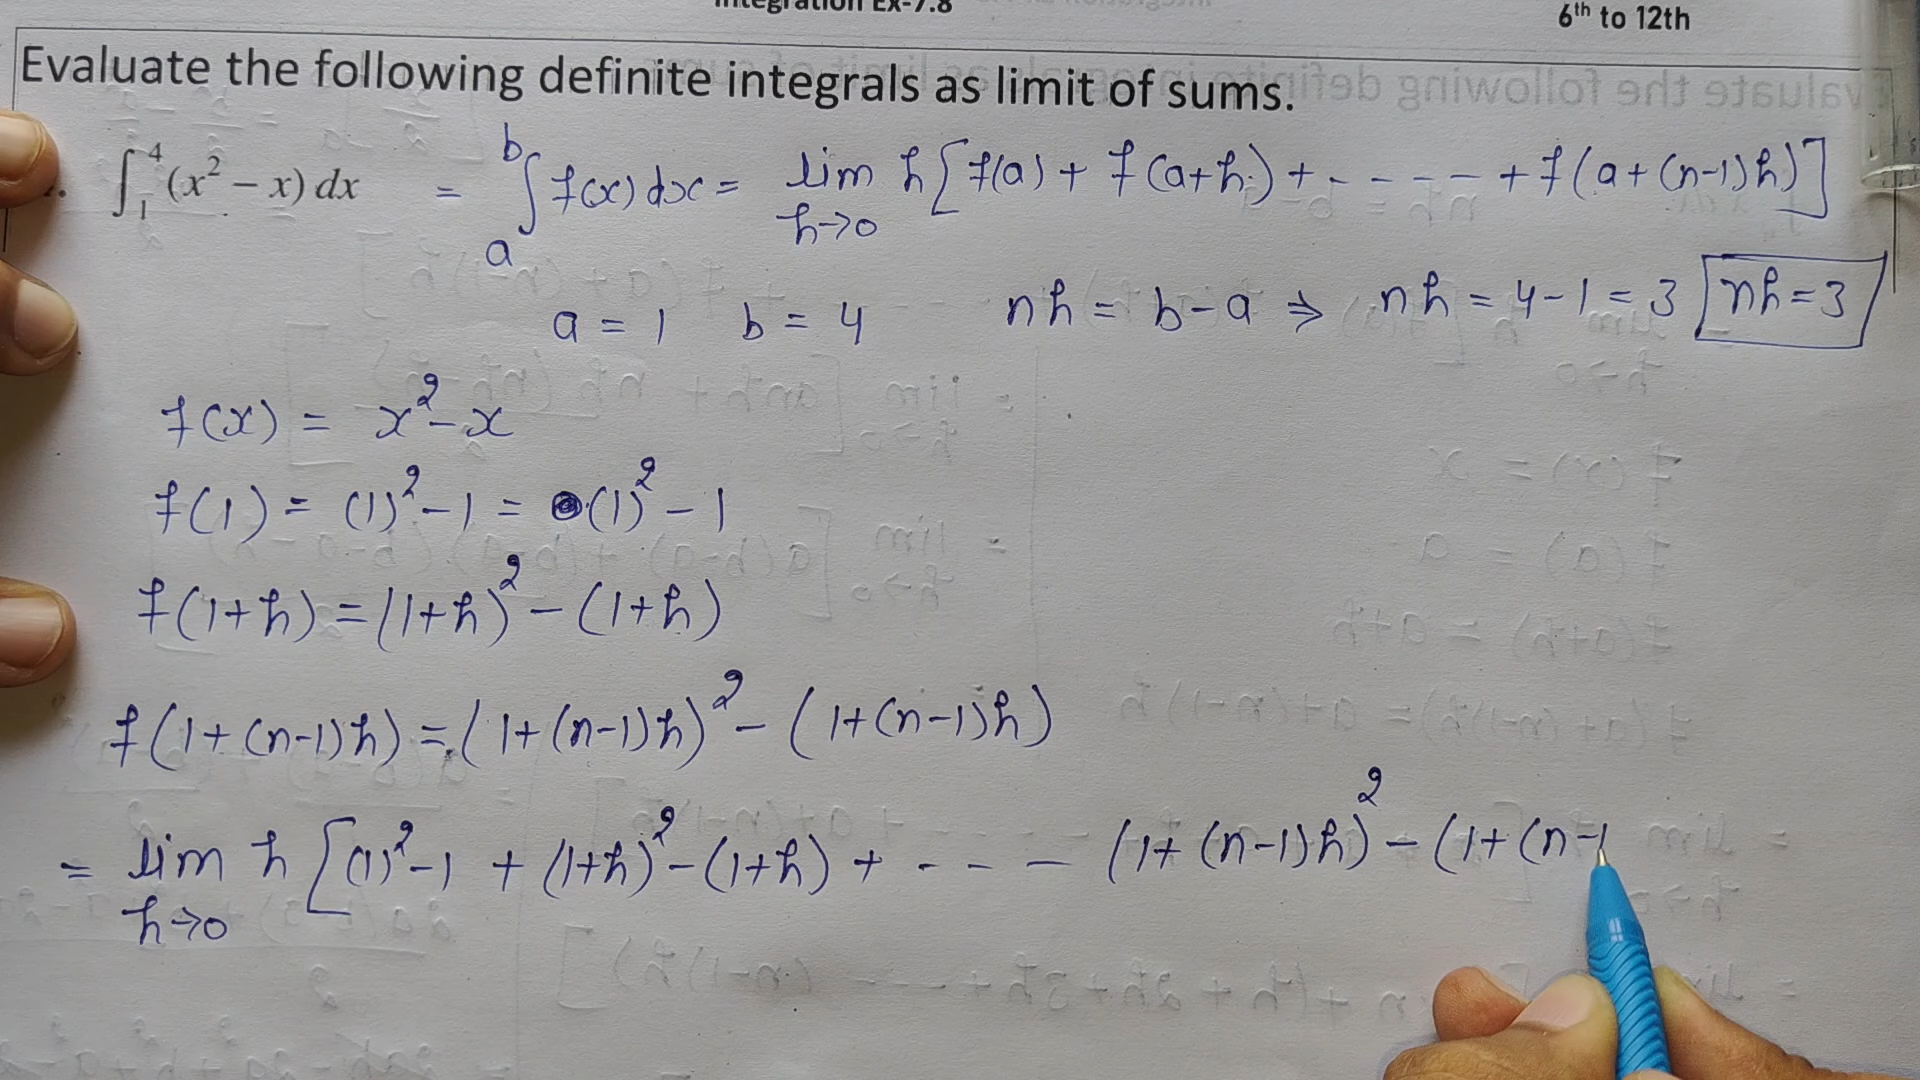 Integration Ex-7.8
6th to 12th
Evaluate the following definite integrals as limit of sums.
∫₁⁴ (x² – x) dx = ∫ₐᵇ f(x) dx = lim h→0 h [f(a) + f(a+h) + - - - - + f(a+(n-1)h)]
a = 1 b = 4 nh = b-a ⇒ nh = 4-1 = 3 nh=3
f(x) = x²-x
f(1) = (1)²-1 = (1)²-1
f(1+h) = (1+h)² - (1+h)
f(1+(n-1)h) = (1+(n-1)h)² - (1+(n-1)h)
= lim h→0 h [(1)²-1 + (1+h)²-(1+h) + - - - (1+(n-1)h)² - (1+(n-1